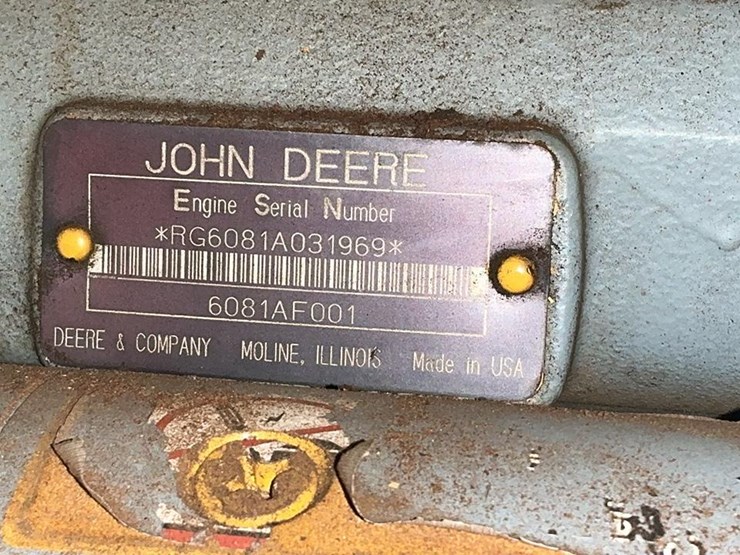 JOHN DEERE
Engine Serial Number
*RG6081A031969*
6081AF001
DEERE & COMPANY MOLINE, ILLINOIS Made in USA